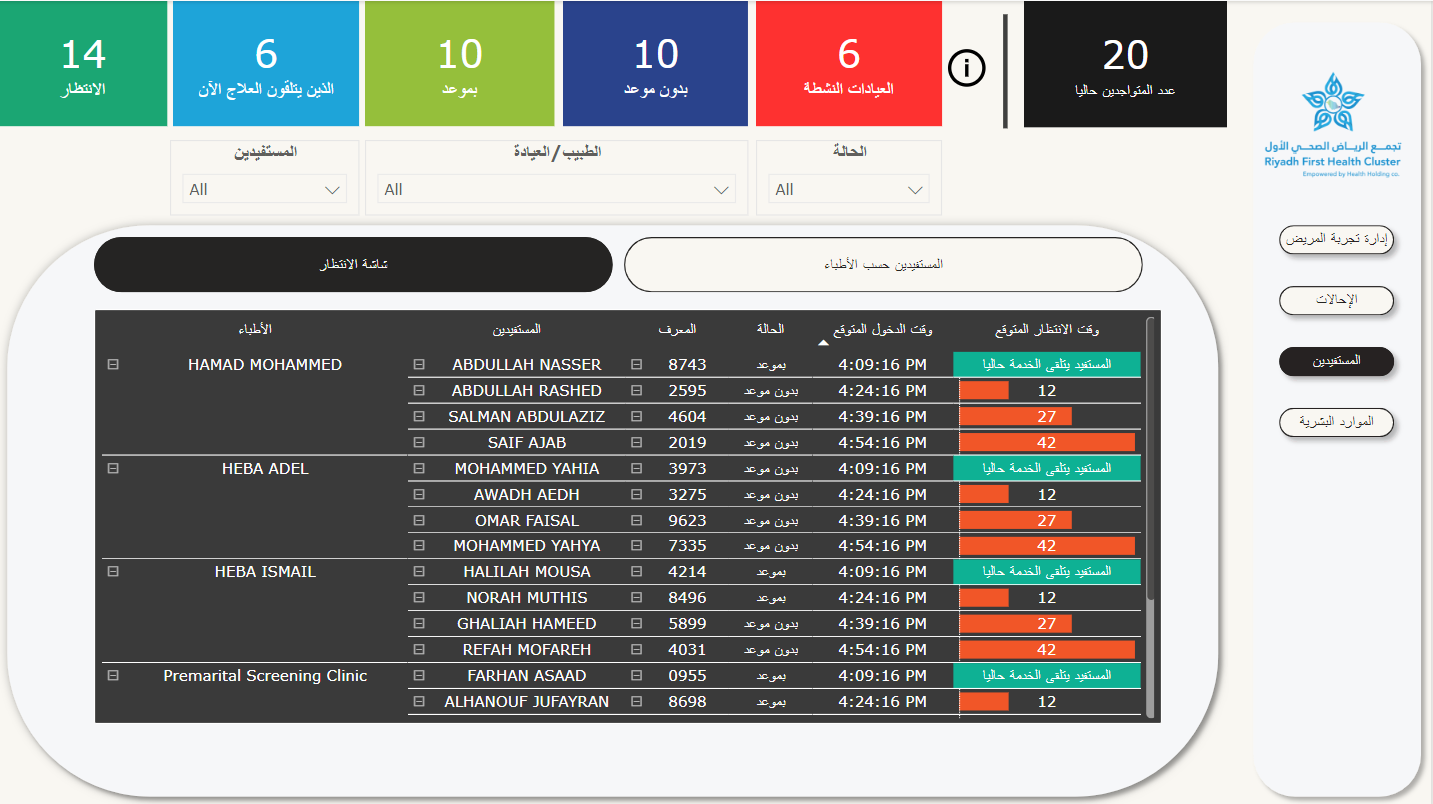 20
عدد المتواجدين حاليا
6
العيادات النشطة
10
بدون موعد
10
بموعد
6
الذين يتلقون العلاج الآن
14
الانتظار
تجمع الرياض الصحي الأول
Riyadh First Health Cluster
Empowered by Health Holding co.
إدارة تجربة المريض
الإحالات
المستفيدين
الموارد البشرية
الحالة
All
الطبيب/العيادة
All
المستفيدين
All
المستفيدين حسب الأطباء
شاشة الانتظار
الأطباء المستفيدين المعرف الحالة وقت الدخول المتوقع وقت الانتظار المتوقع
HAMAD MOHAMMED ABDULLAH NASSER 8743 بموعد 4:09:16 PM المستفيد يتلقى الخدمة حاليا
ABDULLAH RASHED 2595 بدون موعد 4:24:16 PM 12
SALMAN ABDULAZIZ 4604 بدون موعد 4:39:16 PM 27
SAIF AJAB 2019 بدون موعد 4:54:16 PM 42
HEBA ADEL MOHAMMED YAHIA 3973 بدون موعد 4:09:16 PM المستفيد يتلقى الخدمة حاليا
AWADH AEDH 3275 بدون موعد 4:24:16 PM 12
OMAR FAISAL 9623 بدون موعد 4:39:16 PM 27
MOHAMMED YAHYA 7335 بدون موعد 4:54:16 PM 42
HEBA ISMAIL HALILAH MOUSA 4214 بموعد 4:09:16 PM المستفيد يتلقى الخدمة حاليا
NORAH MUTHIS 8496 بموعد 4:24:16 PM 12
GHALIAH HAMEED 5899 بدون موعد 4:39:16 PM 27
REFAH MOFAREH 4031 بدون موعد 4:54:16 PM 42
Premarital Screening Clinic FARHAN ASAAD 0955 بموعد 4:09:16 PM المستفيد يتلقى الخدمة حاليا
ALHANOUF JUFAYRAN 8698 بموعد 4:24:16 PM 12